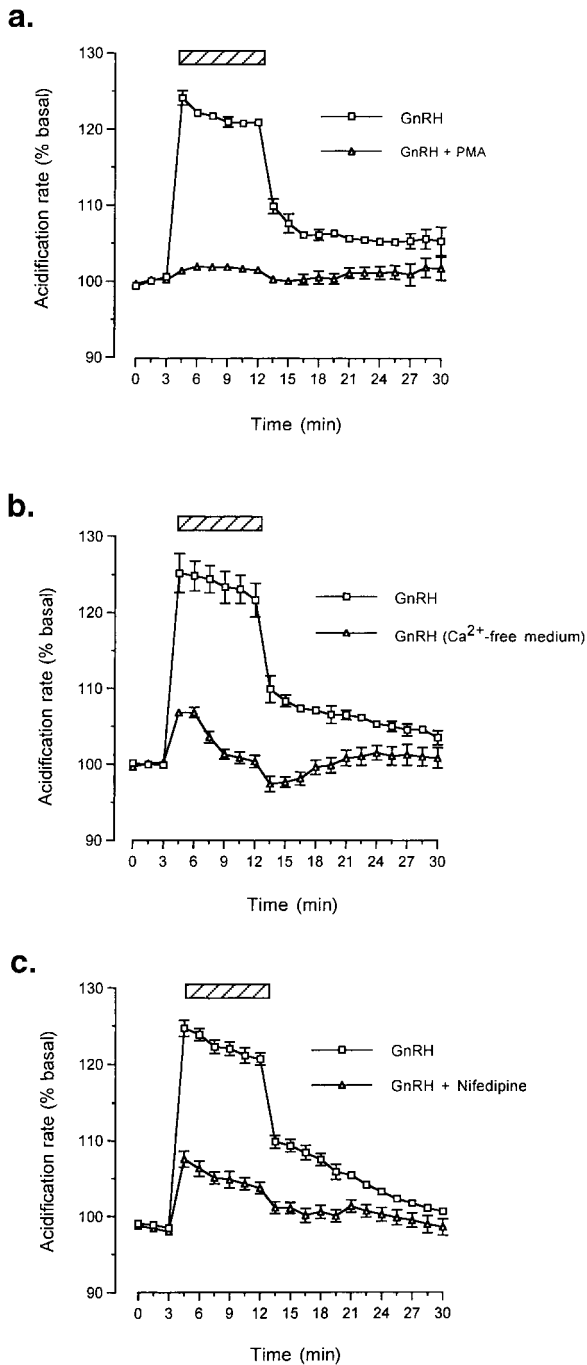 a.
130
120
110
100
90
Acidification rate (% basal)
GnRH
GnRH + PMA
0 3 6 9 12 15 18 21 24 27 30
Time (min)
b.
130
120
110
100
90
Acidification rate (% basal)
GnRH
GnRH (Ca²⁺-free medium)
0 3 6 9 12 15 18 21 24 27 30
Time (min)
c.
130
120
110
100
90
Acidification rate (% basal)
GnRH
GnRH + Nifedipine
0 3 6 9 12 15 18 21 24 27 30
Time (min)